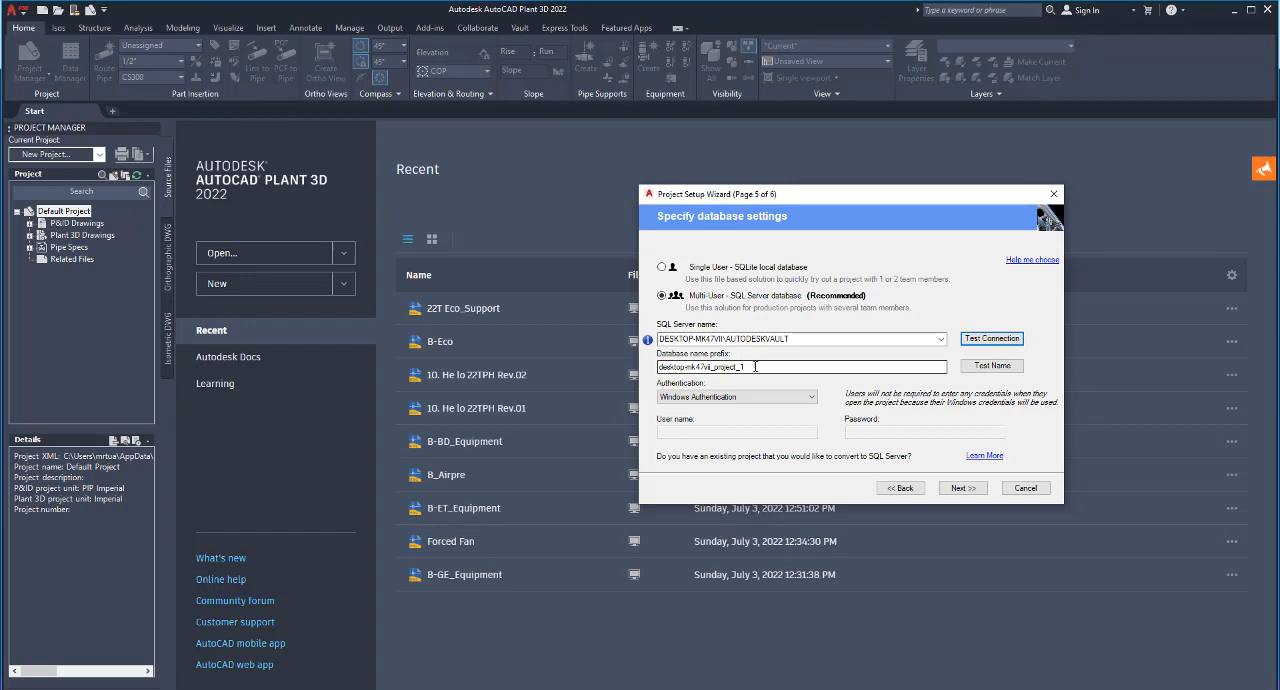 Autodesk AutoCAD Plant 3D 2022
Type a keyword or phrase
Sign In
Home Isos Structure Analysis Modeling Visualize Insert Annotate Manage Output Add-ins Collaborate Vault Express Tools Featured Apps
Project Manager
Data Manager
Unassigned
1/2"
CS300
Route Pipe
Line to Pipe
PCF to Pipe
Create Ortho View
45°
45°
Elevation
COP
Rise Run
Slope
Create
Create
Show All
"Current"
Unsaved View
Single viewport
Layer Properties
Make Current
Match Layer
Project
Part Insertion
Ortho Views
Compass
Elevation & Routing
Slope
Pipe Supports
Equipment
Visibility
View
Layers
Start
PROJECT MANAGER
Current Project:
New Project...
Project
Search
Default Project
P&ID Drawings
Plant 3D Drawings
Pipe Specs
Related Files
Source Files
Orthographic DWG
Isometric DWG
Details
Project XML: C:\Users\mrtua\AppData\
Project name: Default Project
Project description:
P&ID project unit: PIP Imperial
Plant 3D project unit: Imperial
Project number:
AUTODESK®
AUTOCAD® PLANT 3D
2022
Open...
New
Recent
Autodesk Docs
Learning
What's new
Online help
Community forum
Customer support
AutoCAD mobile app
AutoCAD web app
Recent
Name
22T Eco_Support
B-Eco
10. He lo 22TPH Rev.02
10. He lo 22TPH Rev.01
B-BD_Equipment
B_Airpre
B-ET_Equipment
Sunday, July 3, 2022 12:51:02 PM
Forced Fan
Sunday, July 3, 2022 12:34:30 PM
B-GE_Equipment
Sunday, July 3, 2022 12:31:38 PM
Project Setup Wizard (Page 5 of 6)
Specify database settings
Help me choose
Single User - SQLite local database
Use this file based solution to quickly try out a project with 1 or 2 team members.
Multi-User - SQL Server database (Recommended)
Use this solution for production projects with several team members.
SQL Server name:
DESKTOP-MK47VII\AUTODESKVAULT
Test Connection
Database name prefix:
desktop-mk47vii_project_1
Test Name
Authentication:
Windows Authentication
Users will not be required to enter any credentials when they
open the project because their Windows credentials will be used.
User name:
Password:
Do you have an existing project that you would like to convert to SQL Server?
Learn More
<< Back
Next >>
Cancel